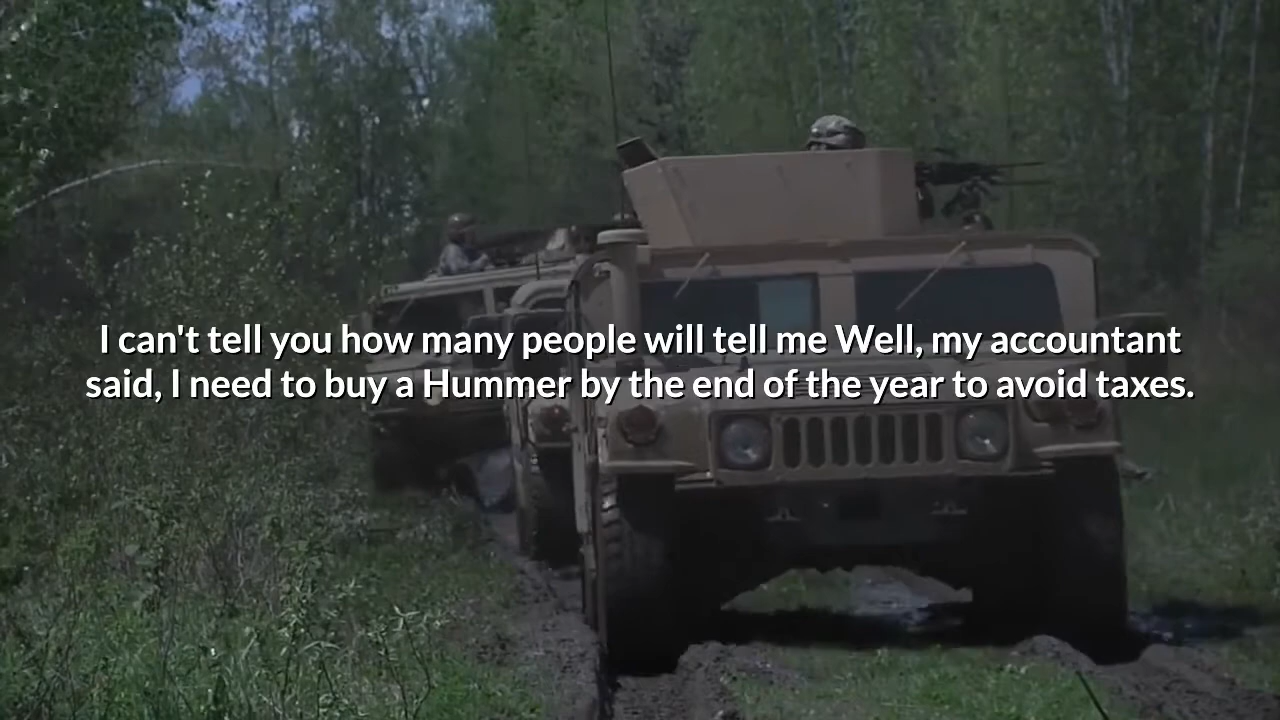 I can't tell you how many people will tell me Well, my accountant
said, I need to buy a Hummer by the end of the year to avoid taxes.